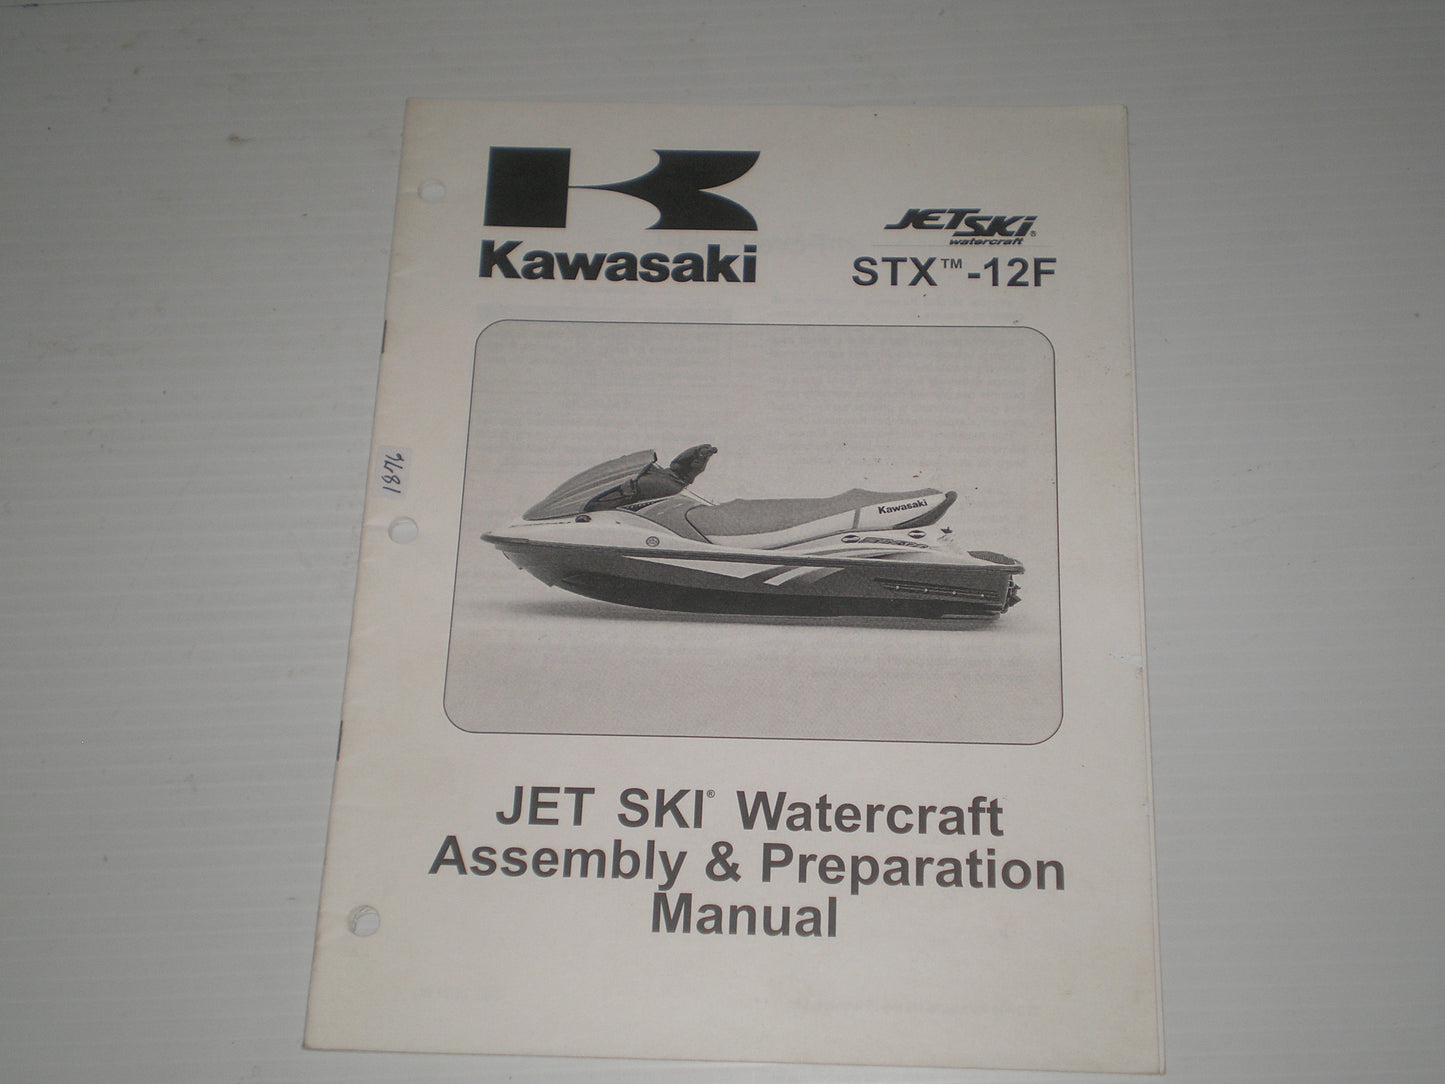 Kawasaki
JET SKI®
watercraft
STX™-12F
1876
Kawasaki
JET SKI® Watercraft
Assembly & Preparation
Manual